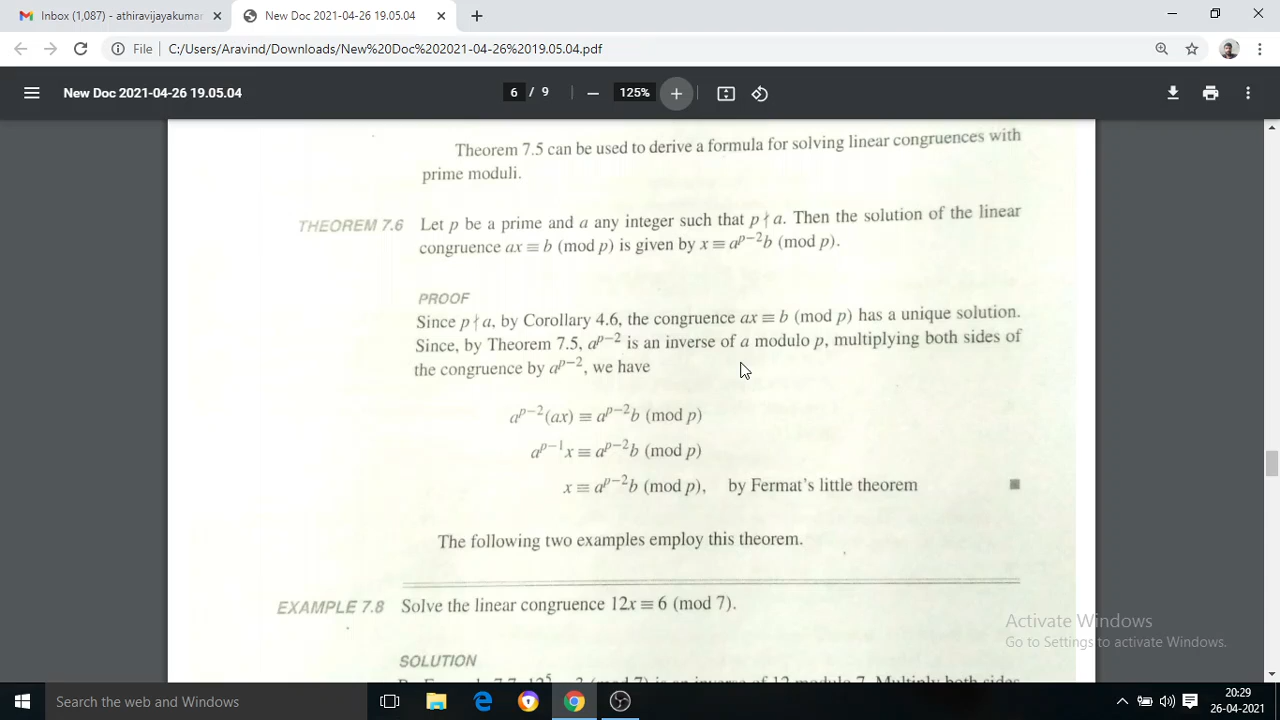 Inbox (1,087) - athiravijayakumar
New Doc 2021-04-26 19.05.04
File
C:/Users/Aravind/Downloads/New%20Doc%202021-04-26%2019.05.04.pdf
New Doc 2021-04-26 19.05.04
6 / 9
125%
Theorem 7.5 can be used to derive a formula for solving linear congruences with
prime moduli.
THEOREM 7.6 Let p be a prime and a any integer such that p ∤ a. Then the solution of the linear
congruence ax ≡ b (mod p) is given by x ≡ a^{p−2}b (mod p).
PROOF
Since p ∤ a, by Corollary 4.6, the congruence ax ≡ b (mod p) has a unique solution.
Since, by Theorem 7.5, a^{p−2} is an inverse of a modulo p, multiplying both sides of
the congruence by a^{p−2}, we have
a^{p−2}(ax) ≡ a^{p−2}b (mod p)
a^{p−1}x ≡ a^{p−2}b (mod p)
x ≡ a^{p−2}b (mod p), by Fermat's little theorem ■
The following two examples employ this theorem.
EXAMPLE 7.8 Solve the linear congruence 12x ≡ 6 (mod 7).
Activate Windows
Go to Settings to activate Windows.
SOLUTION
Search the web and Windows
20:29
26-04-2021